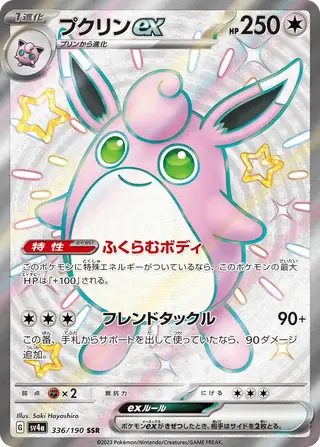 1進化 プクリンex HP250
プリンから進化
特性 ふくらむボディ
このポケモンに特殊エネルギーがついているなら、このポケモンの最大
HPは「+100」される。
フレンドタックル 90+
この番、手札からサポートを出して使っていたなら、90ダメージ
追加。
弱点 ×2 抵抗力 にげる
exルール
ポケモンexがきぜつしたとき、相手はサイドを2枚とる。
Illus. Saki Hayashiro
G sv4a 336/190 SSR
©2023 Pokémon/Nintendo/Creatures/GAME FREAK.